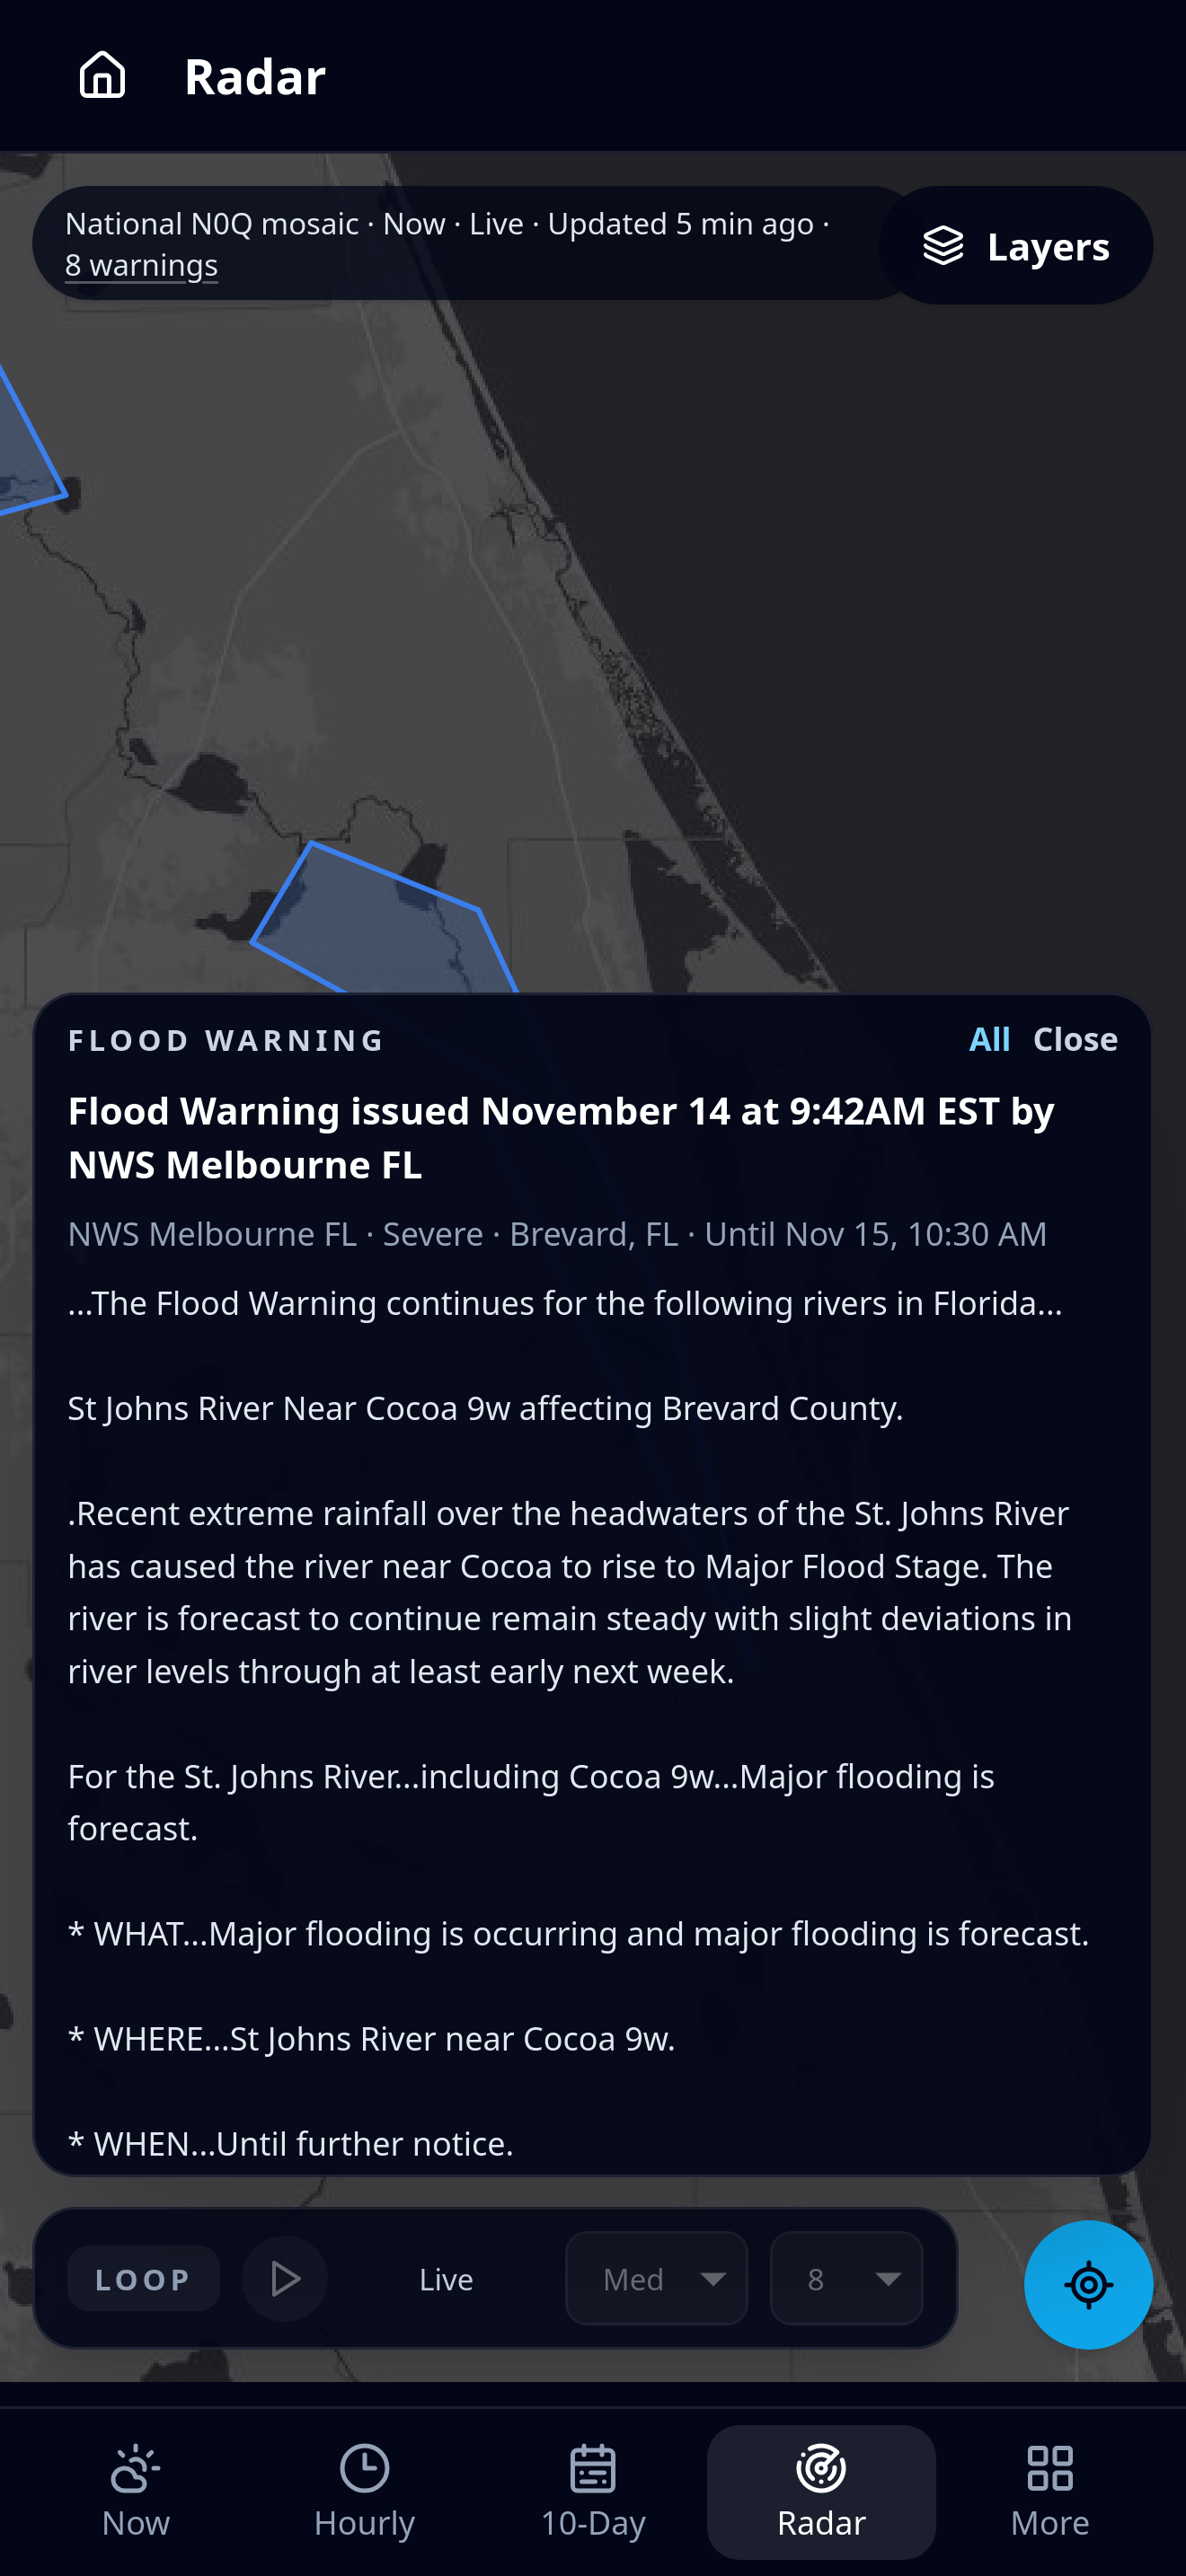 Radar
National N0Q mosaic · Now · Live · Updated 5 min ago ·
8 warnings
Layers
FLOOD WARNING
All Close
Flood Warning issued November 14 at 9:42AM EST by
NWS Melbourne FL
NWS Melbourne FL · Severe · Brevard, FL · Until Nov 15, 10:30 AM
...The Flood Warning continues for the following rivers in Florida...
St Johns River Near Cocoa 9w affecting Brevard County.
.Recent extreme rainfall over the headwaters of the St. Johns River
has caused the river near Cocoa to rise to Major Flood Stage. The
river is forecast to continue remain steady with slight deviations in
river levels through at least early next week.
For the St. Johns River...including Cocoa 9w...Major flooding is
forecast.
* WHAT...Major flooding is occurring and major flooding is forecast.
* WHERE...St Johns River near Cocoa 9w.
* WHEN...Until further notice.
LOOP Live Med 8
Now Hourly 10-Day Radar More